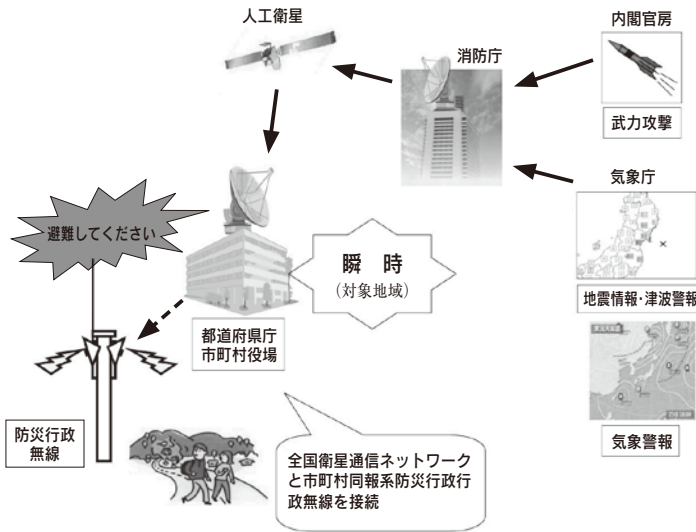 人工衛星
内閣官房
消防庁
武力攻撃
気象庁
避難してください
瞬 時
(対象地域)
地震情報・津波警報
都道府県庁
市町村役場
防災行政
無線
気象警報
全国衛星通信ネットワーク
と市町村同報系防災行政行
政無線を接続